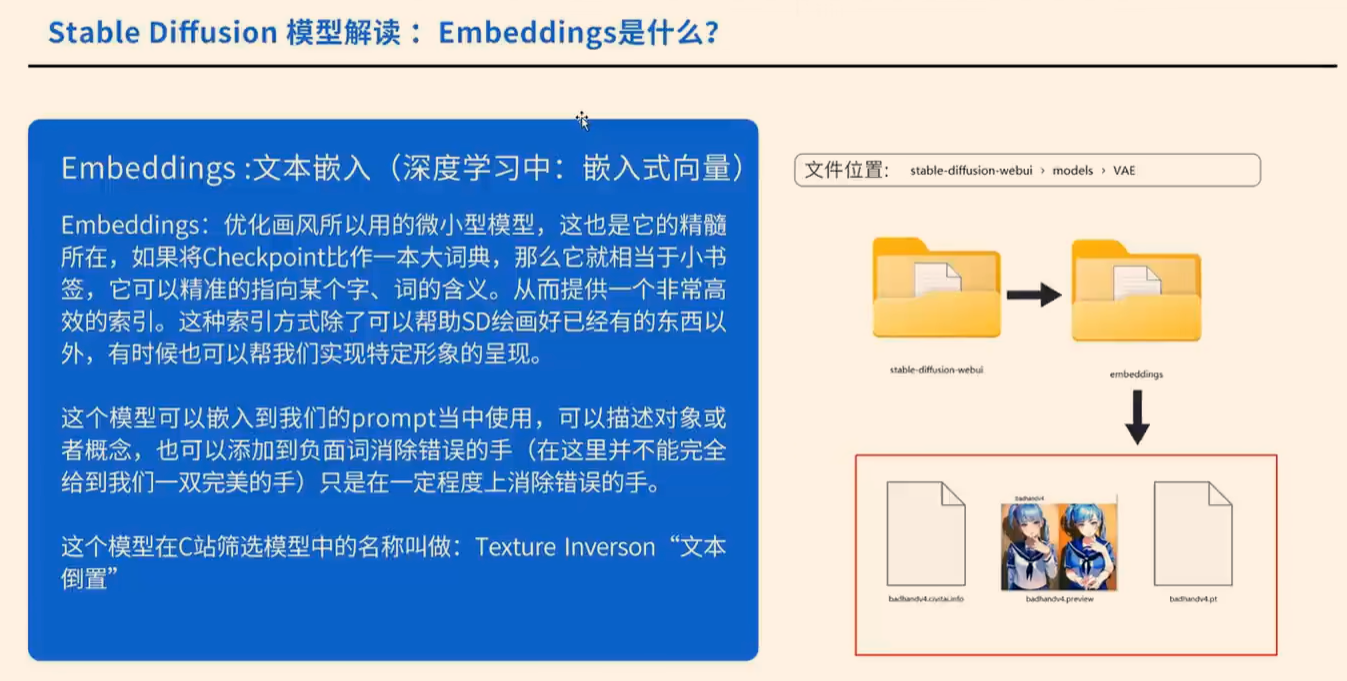 Stable Diffusion 模型解读 ： Embeddings是什么?
Embeddings :文本嵌入（深度学习中：嵌入式向量）
Embeddings：优化画风所以用的微小型模型，这也是它的精髓
所在，如果将Checkpoint比作一本大词典，那么它就相当于小书
签，它可以精准的指向某个字、词的含义。从而提供一个非常高
效的索引。这种索引方式除了可以帮助SD绘画好已经有的东西以
外，有时候也可以帮我们实现特定形象的呈现。
这个模型可以嵌入到我们的prompt当中使用，可以描述对象或
者概念，也可以添加到负面词消除错误的手（在这里并不能完全
给到我们一双完美的手）只是在一定程度上消除错误的手。
这个模型在C站筛选模型中的名称叫做：Texture Inverson“文本
倒置”
文件位置: stable-diffusion-webui › models › VAE
stable-diffusion-webui
embeddings
badhandv4
badhandv4.civitai.info
badhandv4.preview
badhandv4.pt